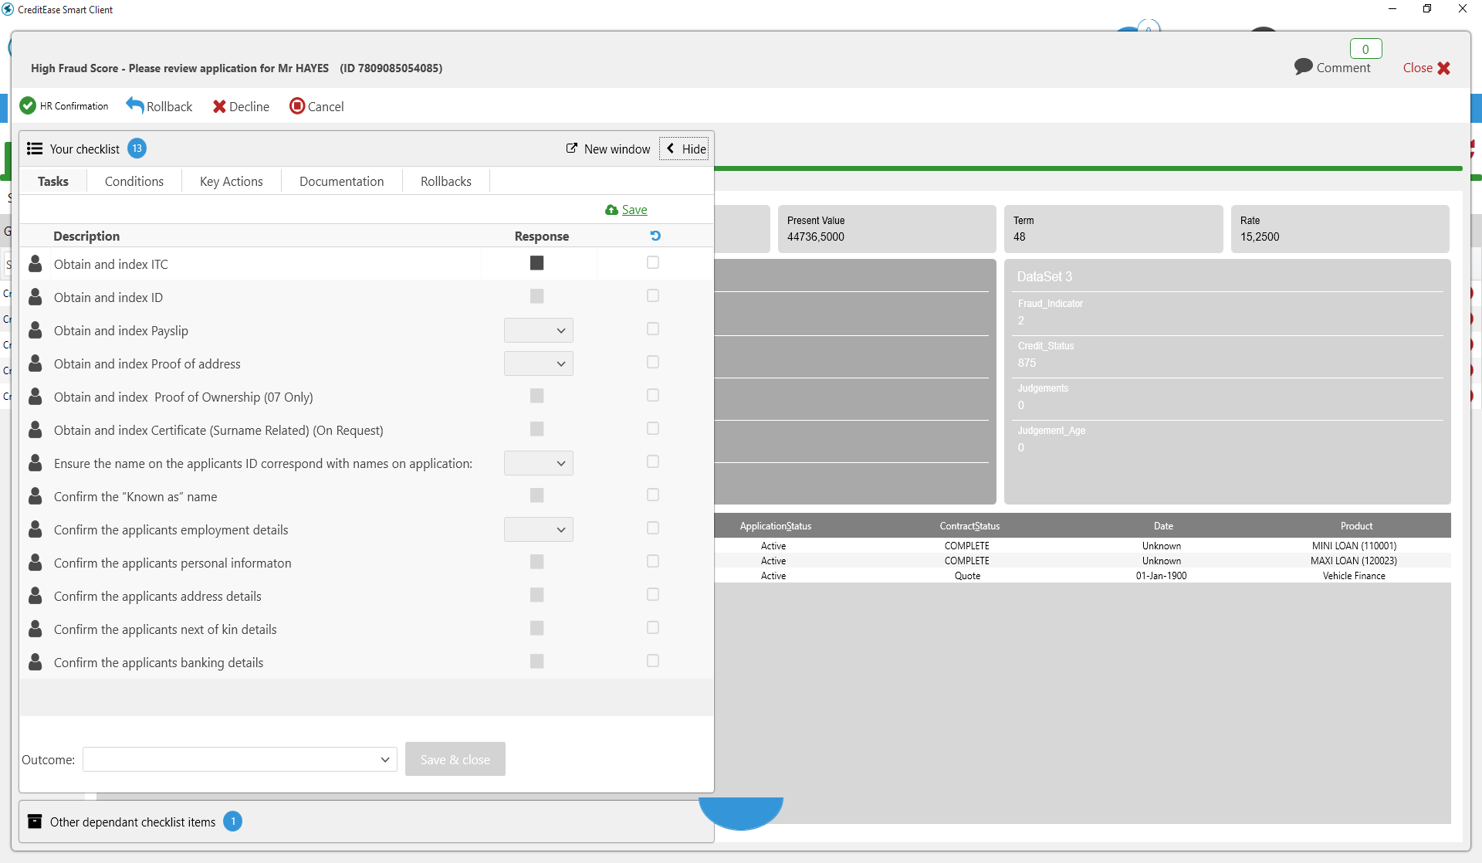 CreditEase Smart Client
0
High Fraud Score - Please review application for Mr HAYES (ID 7809085054085)
Comment
Close
HR Confirmation
Rollback
Decline
Cancel
Your checklist 13
New window
Hide
Tasks
Conditions
Key Actions
Documentation
Rollbacks
Save
Description
Response
Obtain and index ITC
Obtain and index ID
Obtain and index Payslip
Obtain and index Proof of address
Obtain and index  Proof of Ownership (07 Only)
Obtain and index Certificate (Surname Related) (On Request)
Ensure the name on the applicants ID correspond with names on application:
Confirm the “Known as” name
Confirm the applicants employment details
Confirm the applicants personal informaton
Confirm the applicants address details
Confirm the applicants next of kin details
Confirm the applicants banking details
Outcome:
Save & close
Other dependant checklist items 1
Present Value
44736,5000
Term
48
Rate
15,2500
DataSet 3
Fraud_Indicator
2
Credit_Status
875
Judgements
0
Judgement_Age
0
ApplicationStatus ContractStatus Date Product
Active COMPLETE Unknown MINI LOAN (110001)
Active COMPLETE Unknown MAXI LOAN (120023)
Active Quote 01-Jan-1900 Vehicle Finance